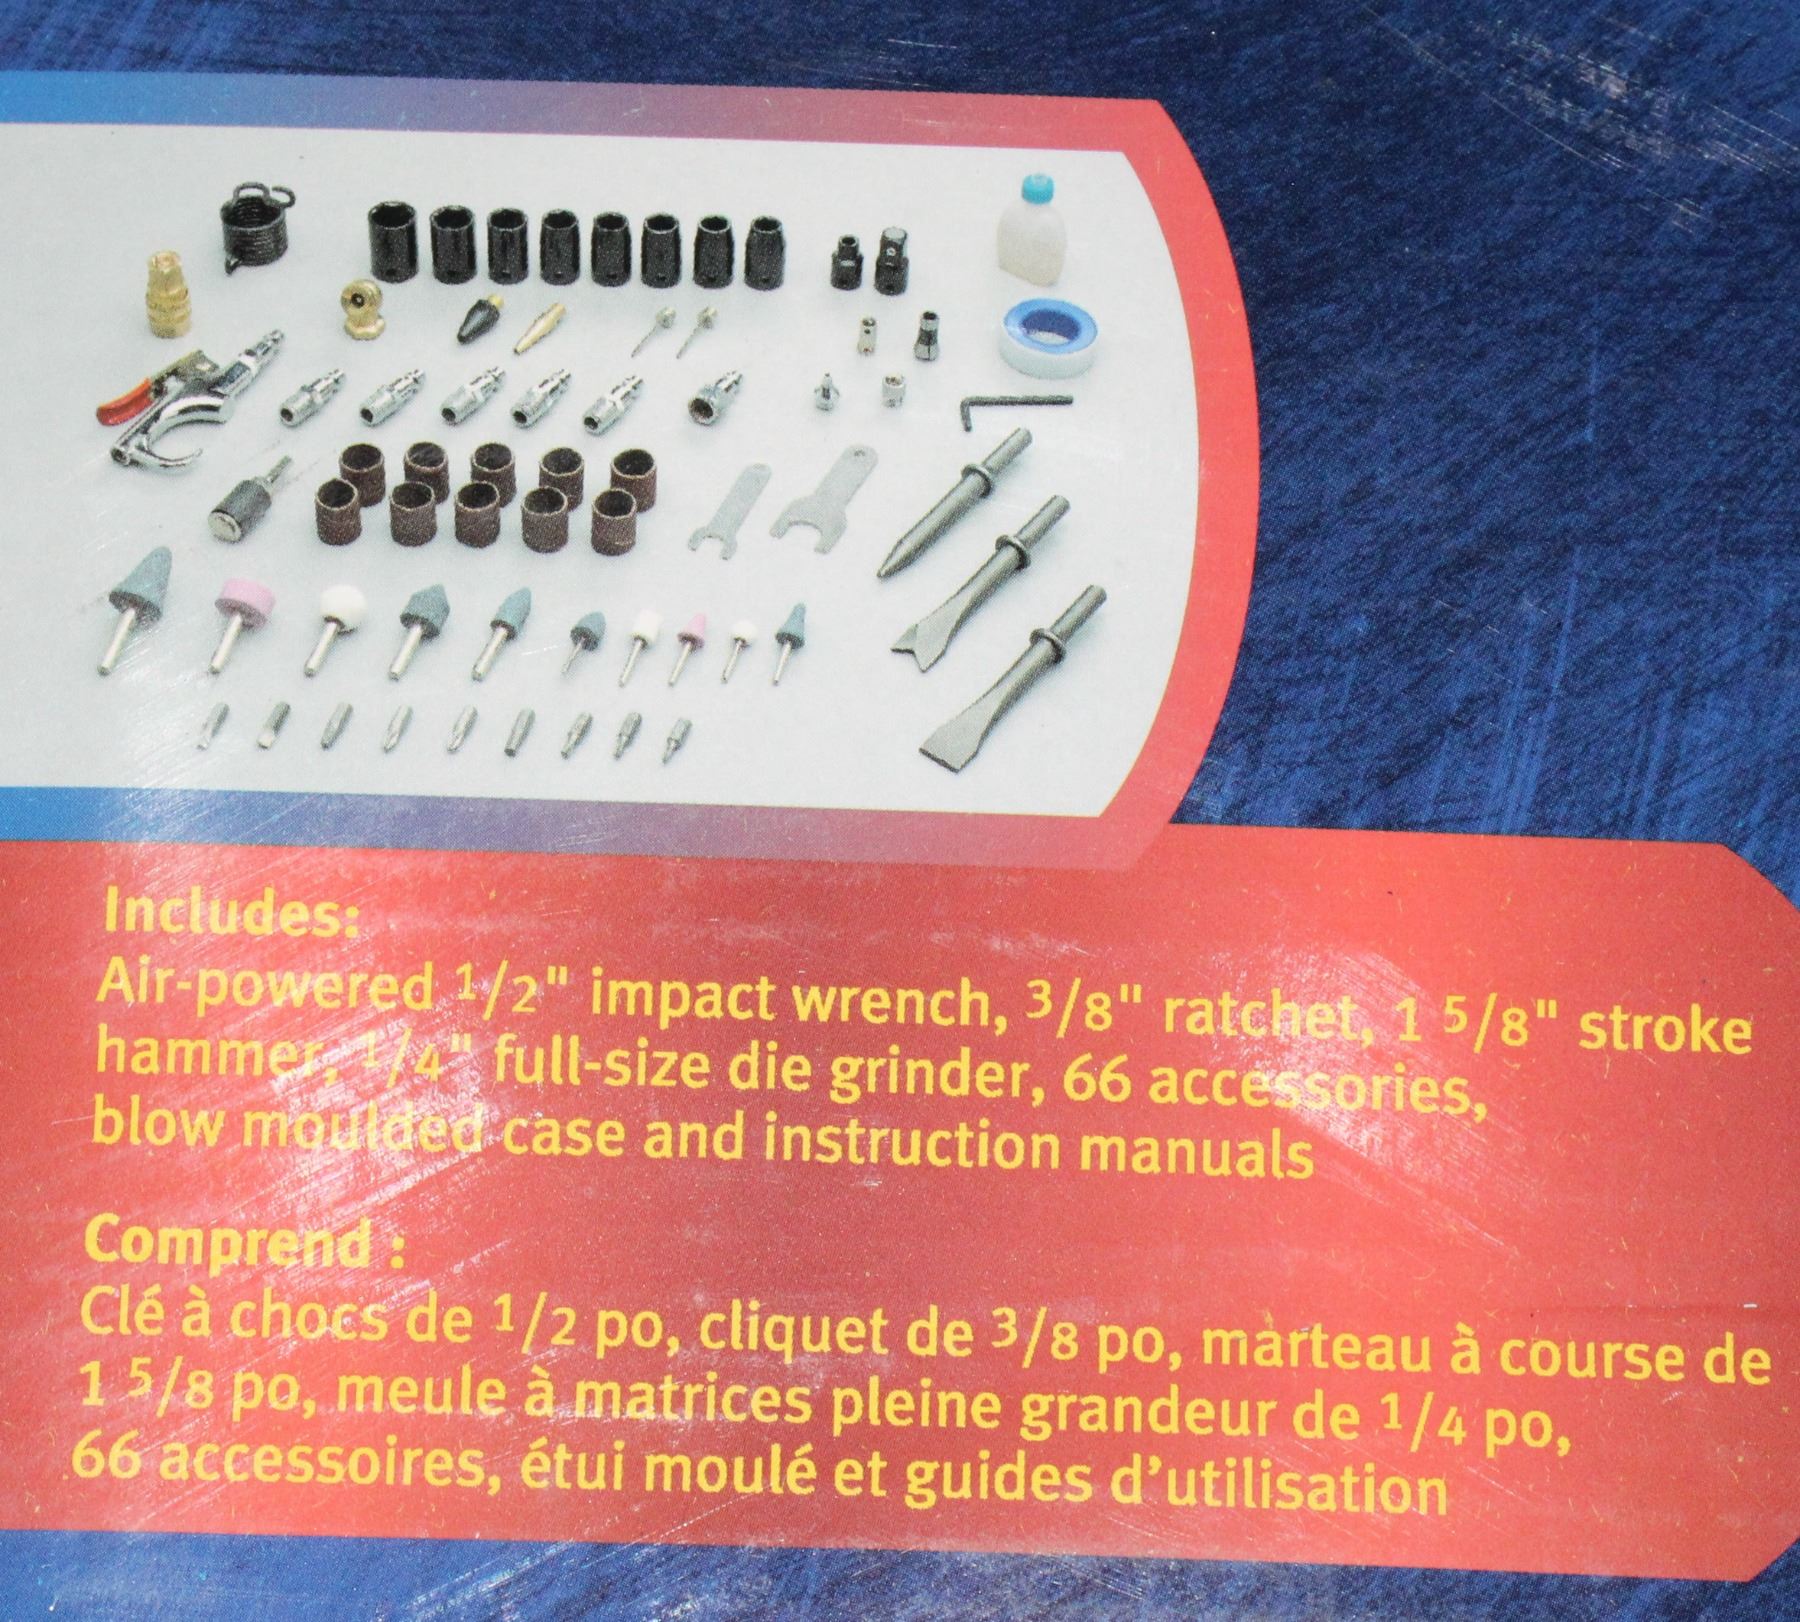 Includes:
Air-powered 1/2" impact wrench, 3/8" ratchet, 1 5/8" stroke
hammer, 1/4" full-size die grinder, 66 accessories,
blow moulded case and instruction manuals
Comprend :
Clé à chocs de 1/2 po, cliquet de 3/8 po, marteau à course de
1 5/8 po, meule à matrices pleine grandeur de 1/4 po,
66 accessoires, étui moulé et guides d'utilisation